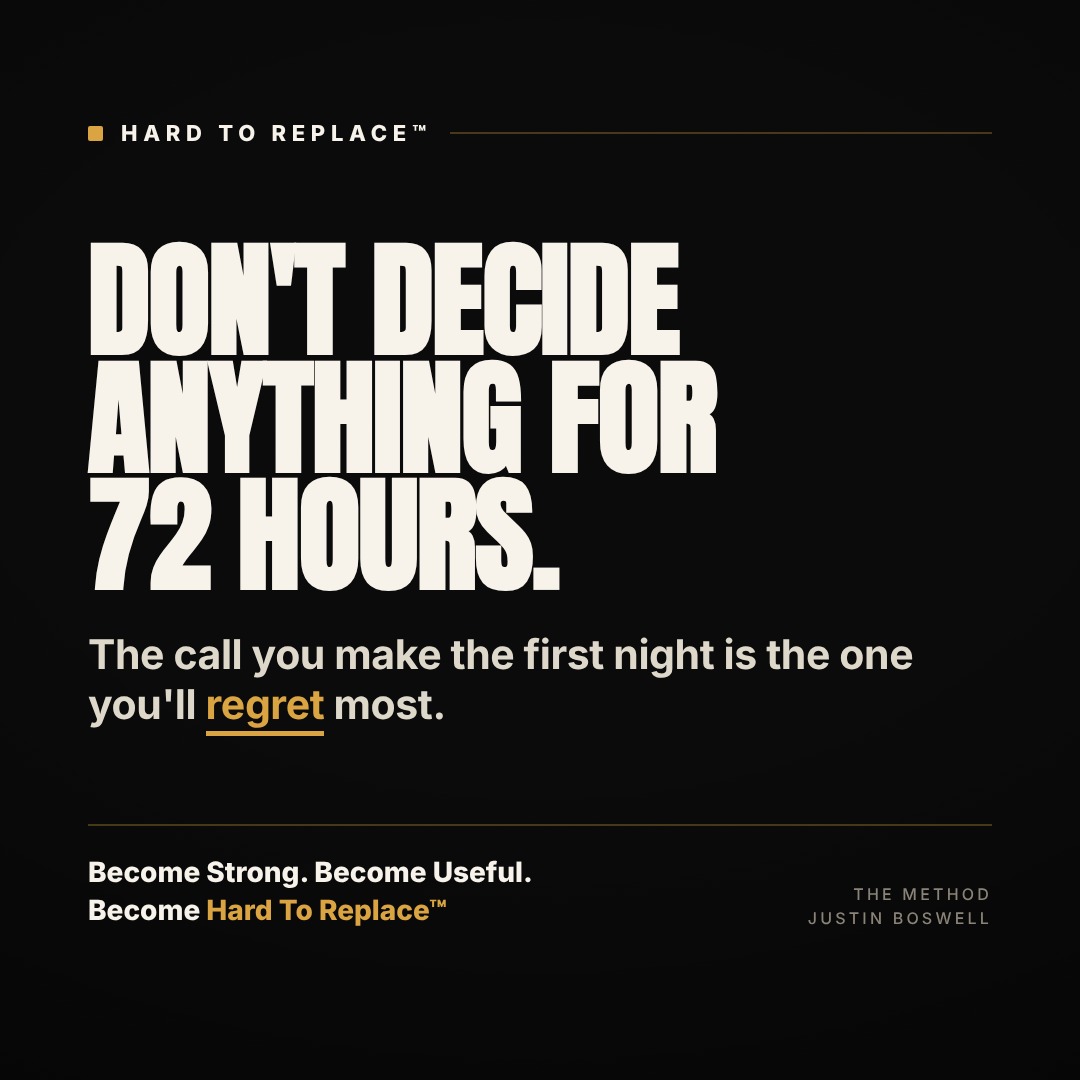 HARD TO REPLACE™
DON'T DECIDE
ANYTHING FOR
72 HOURS.
The call you make the first night is the one
you'll regret most.
Become Strong. Become Useful.
Become Hard To Replace™
THE METHOD
JUSTIN BOSWELL